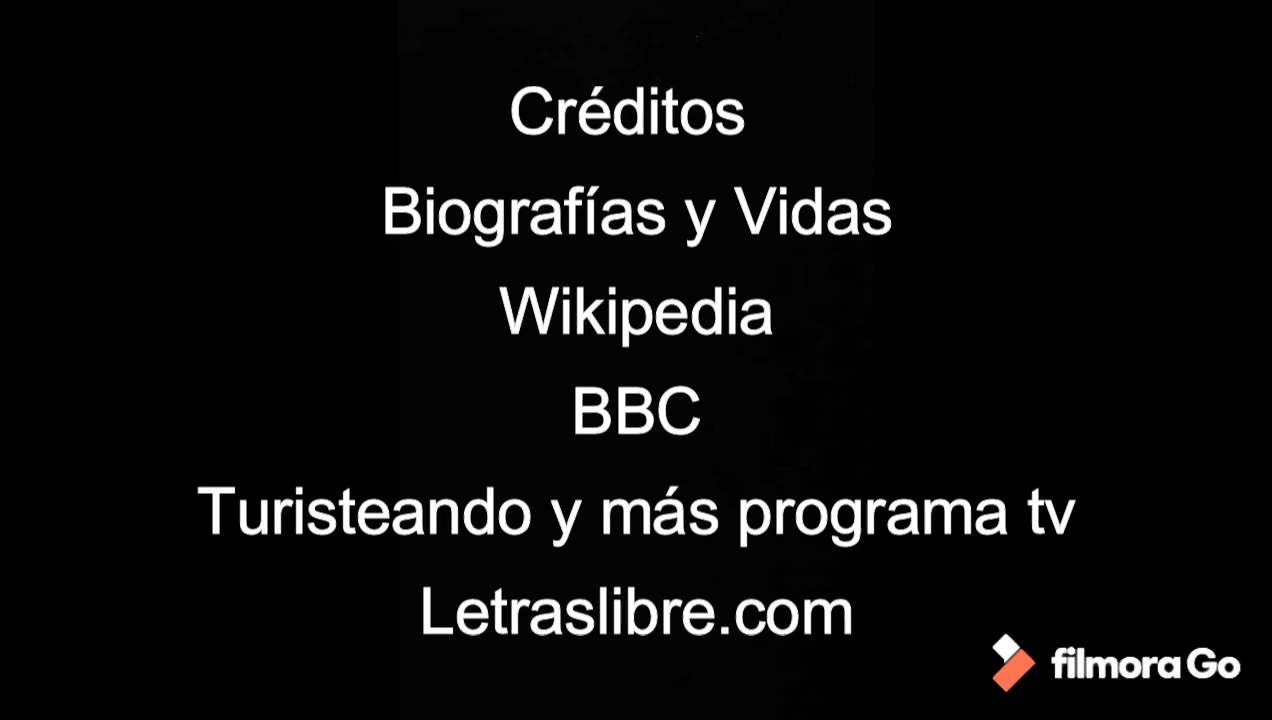 Créditos
Biografías y Vidas
Wikipedia
BBC
Turisteando y más programa tv
Letraslibre.com
filmora Go